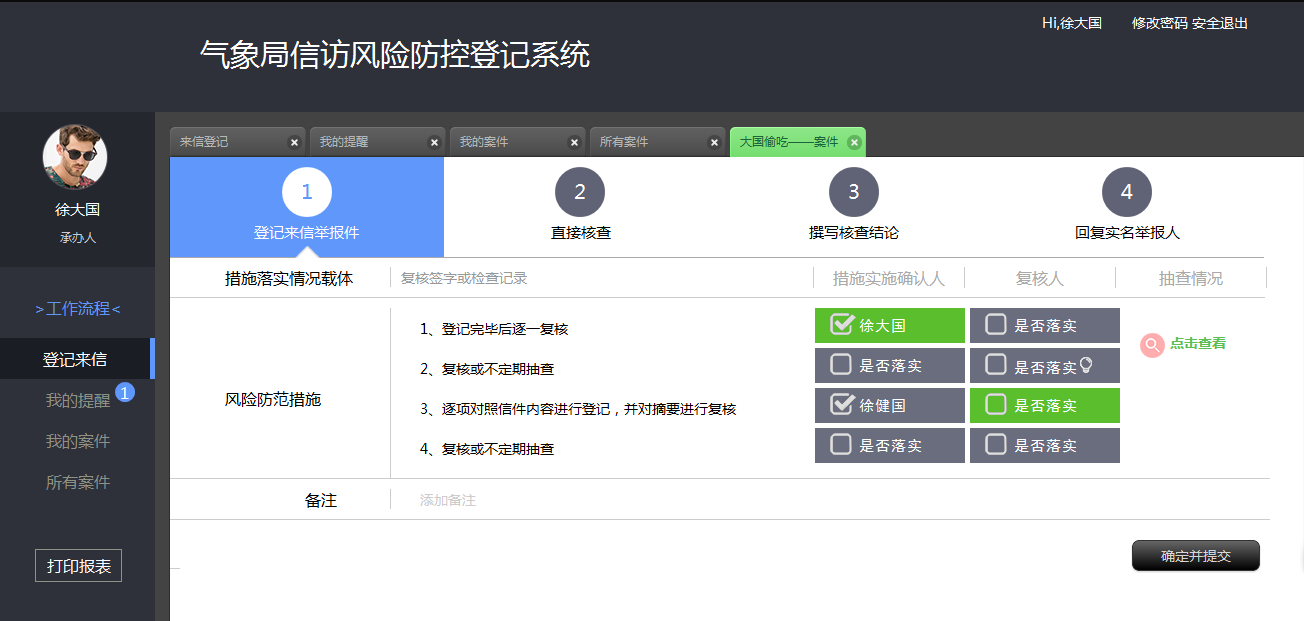 Hi,徐大国 修改密码 安全退出
气象局信访风险防控登记系统
徐大国
承办人
>工作流程<
登记来信
我的提醒 1
我的案件
所有案件
打印报表
来信登记 我的提醒 我的案件 所有案件 大国偷吃——案件
1 2 3 4
登记来信举报件 直接核查 撰写核查结论 回复实名举报人
措施落实情况载体 复核签字或检查记录 措施实施确认人 复核人 抽查情况
风险防范措施
1、登记完毕后逐一复核 徐大国 是否落实
点击查看
2、复核或不定期抽查 是否落实 是否落实
3、逐项对照信件内容进行登记，并对摘要进行复核 徐健国 是否落实
4、复核或不定期抽查 是否落实 是否落实
备注 添加备注
确定并提交